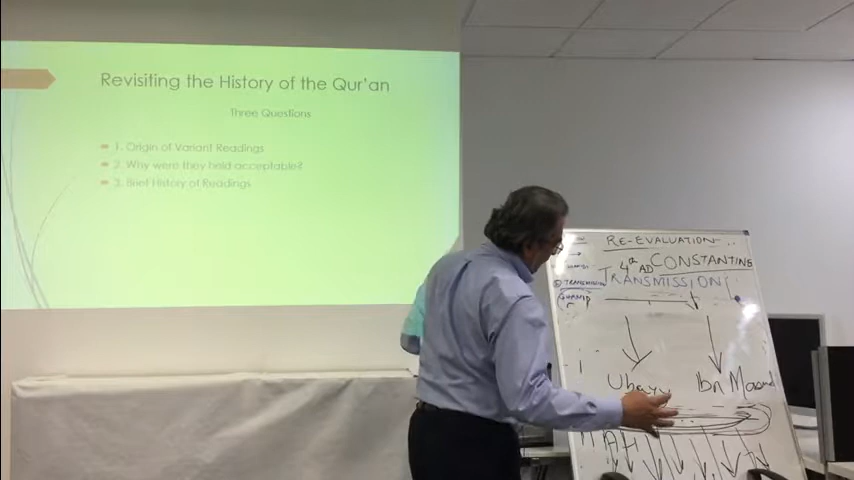 Revisiting the History of the Qur'an
Three Questions
1. Origin of Variant Readings
2. Why were they held acceptable?
3. Brief History of Readings
RE-EVALUATION
4th AD CONSTANTINE
TRANSMISSION
TRANSMISSION
Ubayy
Ibn Masud